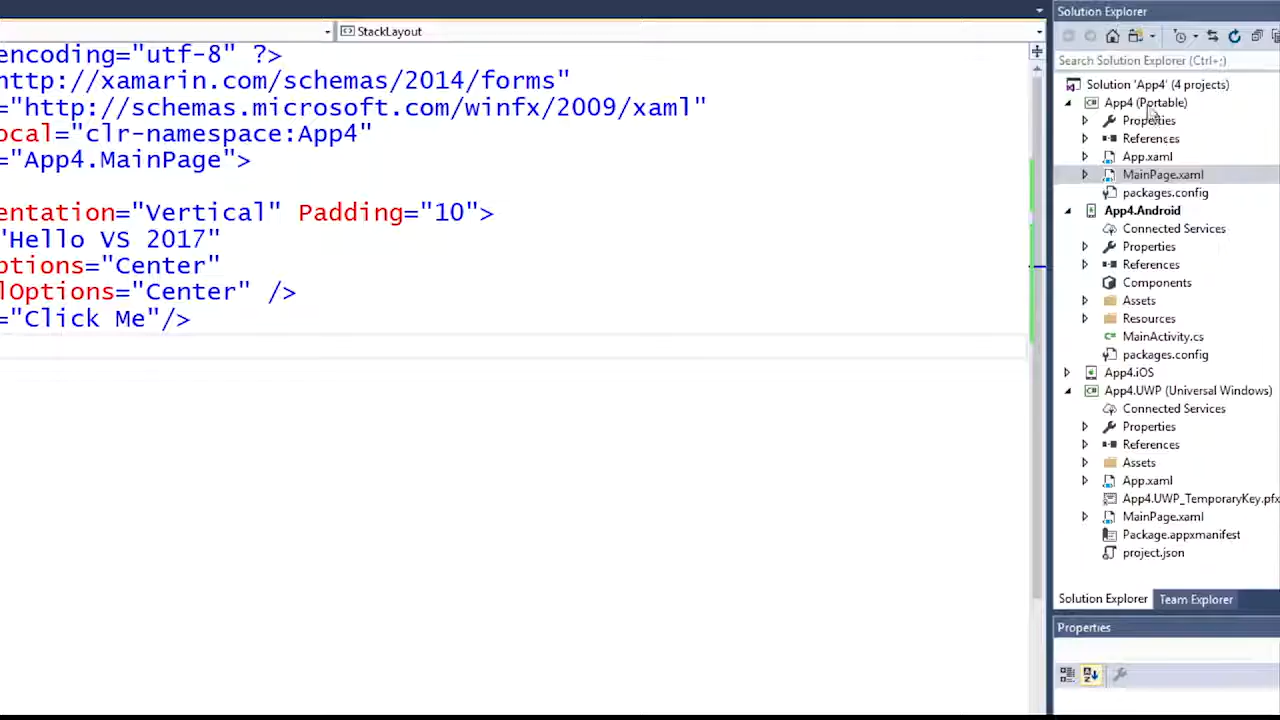 StackLayout
encoding="utf-8" ?>
http://xamarin.com/schemas/2014/forms"
="http://schemas.microsoft.com/winfx/2009/xaml"
ocal="clr-namespace:App4"
="App4.MainPage">
entation="Vertical" Padding="10">
"Hello VS 2017"
ptions="Center"
lOptions="Center" />
="Click Me"/>
Solution Explorer
Search Solution Explorer (Ctrl+;)
Solution 'App4' (4 projects)
App4 (Portable)
Properties
References
App.xaml
MainPage.xaml
packages.config
App4.Android
Connected Services
Properties
References
Components
Assets
Resources
MainActivity.cs
packages.config
App4.iOS
App4.UWP (Universal Windows)
Connected Services
Properties
References
Assets
App.xaml
App4.UWP_TemporaryKey.pfx
MainPage.xaml
Package.appxmanifest
project.json
Solution Explorer Team Explorer
Properties